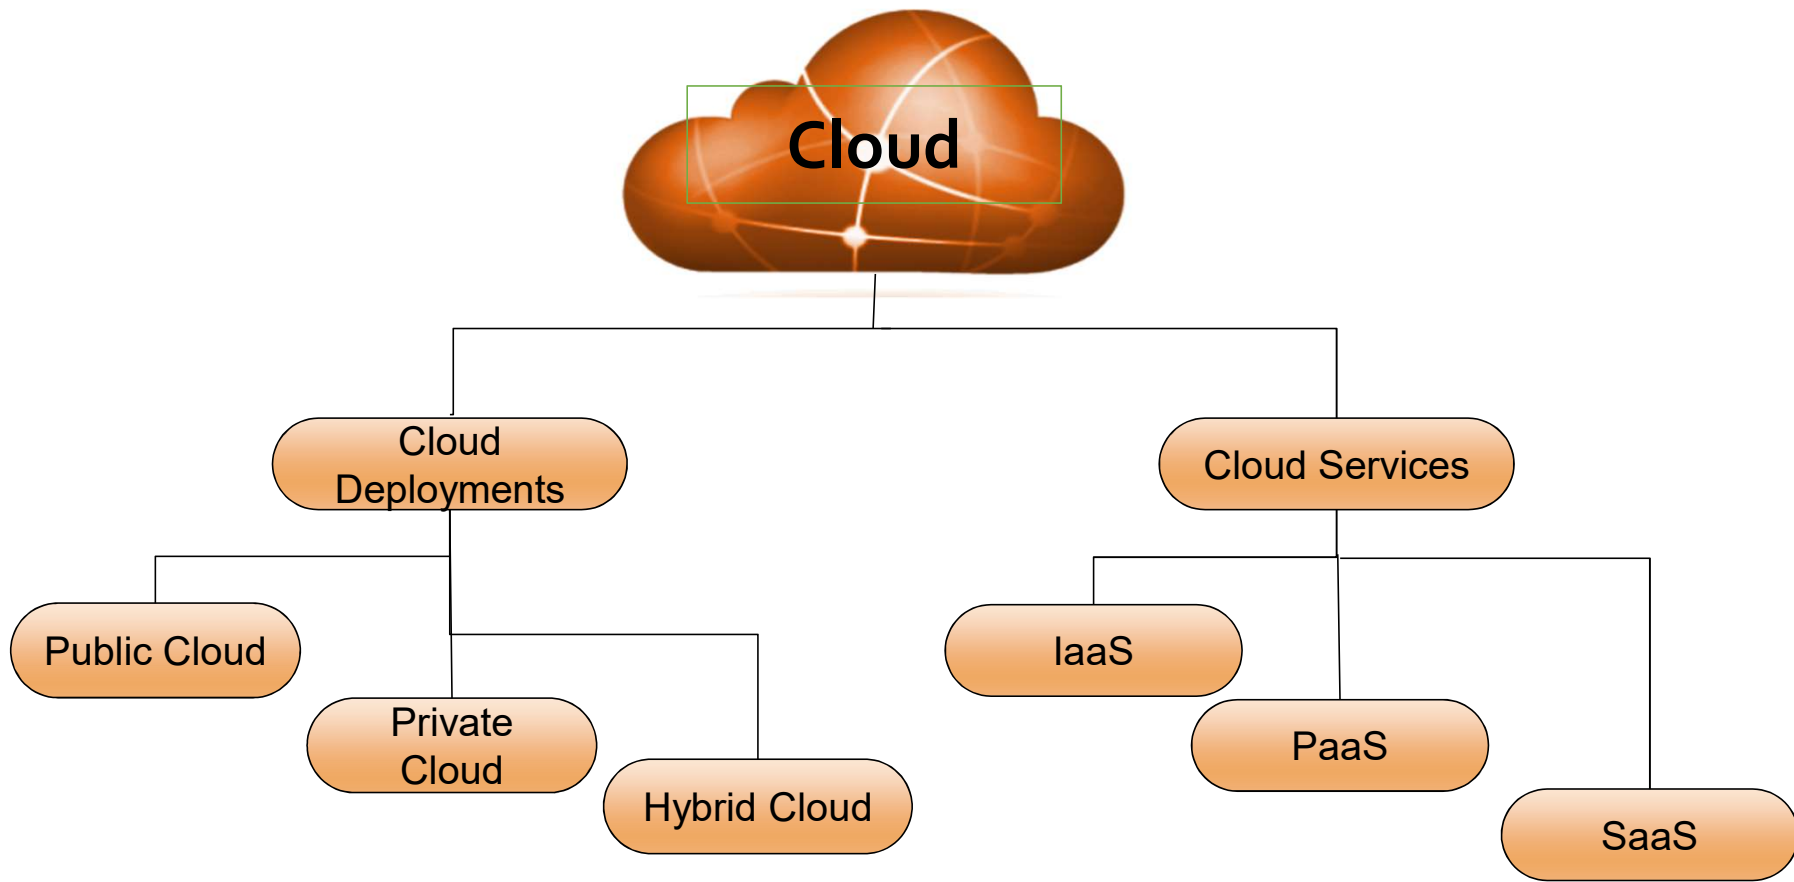 Cloud
Cloud
Deployments
Cloud Services
Public Cloud
Private
Cloud
Hybrid Cloud
IaaS
PaaS
SaaS